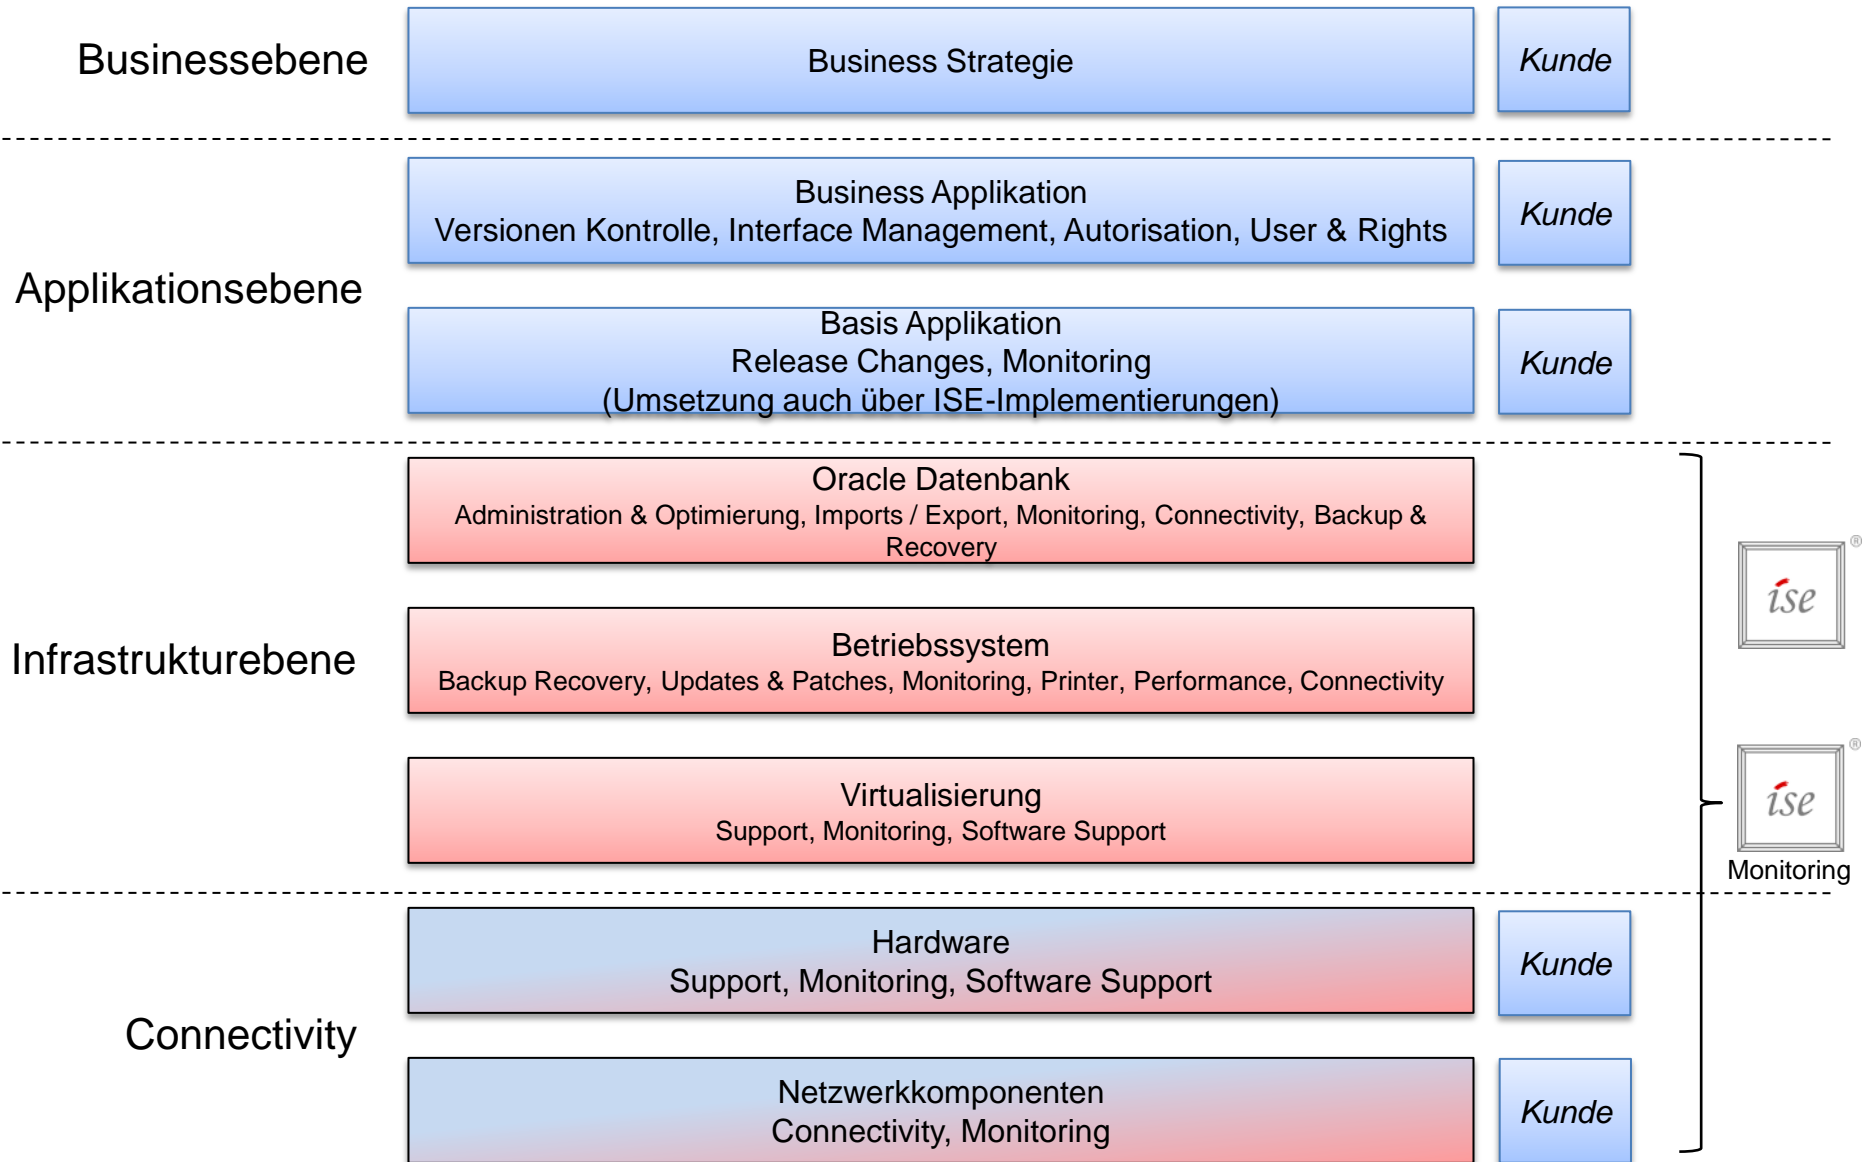 Businessebene
Business Strategie
Kunde
Applikationsebene
Business Applikation
Versionen Kontrolle, Interface Management, Autorisation, User & Rights
Kunde
Basis Applikation
Release Changes, Monitoring
(Umsetzung auch über ISE-Implementierungen)
Kunde
Infrastrukturebene
Oracle Datenbank
Administration & Optimierung, Imports / Export, Monitoring, Connectivity, Backup &
Recovery
ise ®
Betriebssystem
Backup Recovery, Updates & Patches, Monitoring, Printer, Performance, Connectivity
Virtualisierung
Support, Monitoring, Software Support
ise ®
Monitoring
Connectivity
Hardware
Support, Monitoring, Software Support
Kunde
Netzwerkkomponenten
Connectivity, Monitoring
Kunde